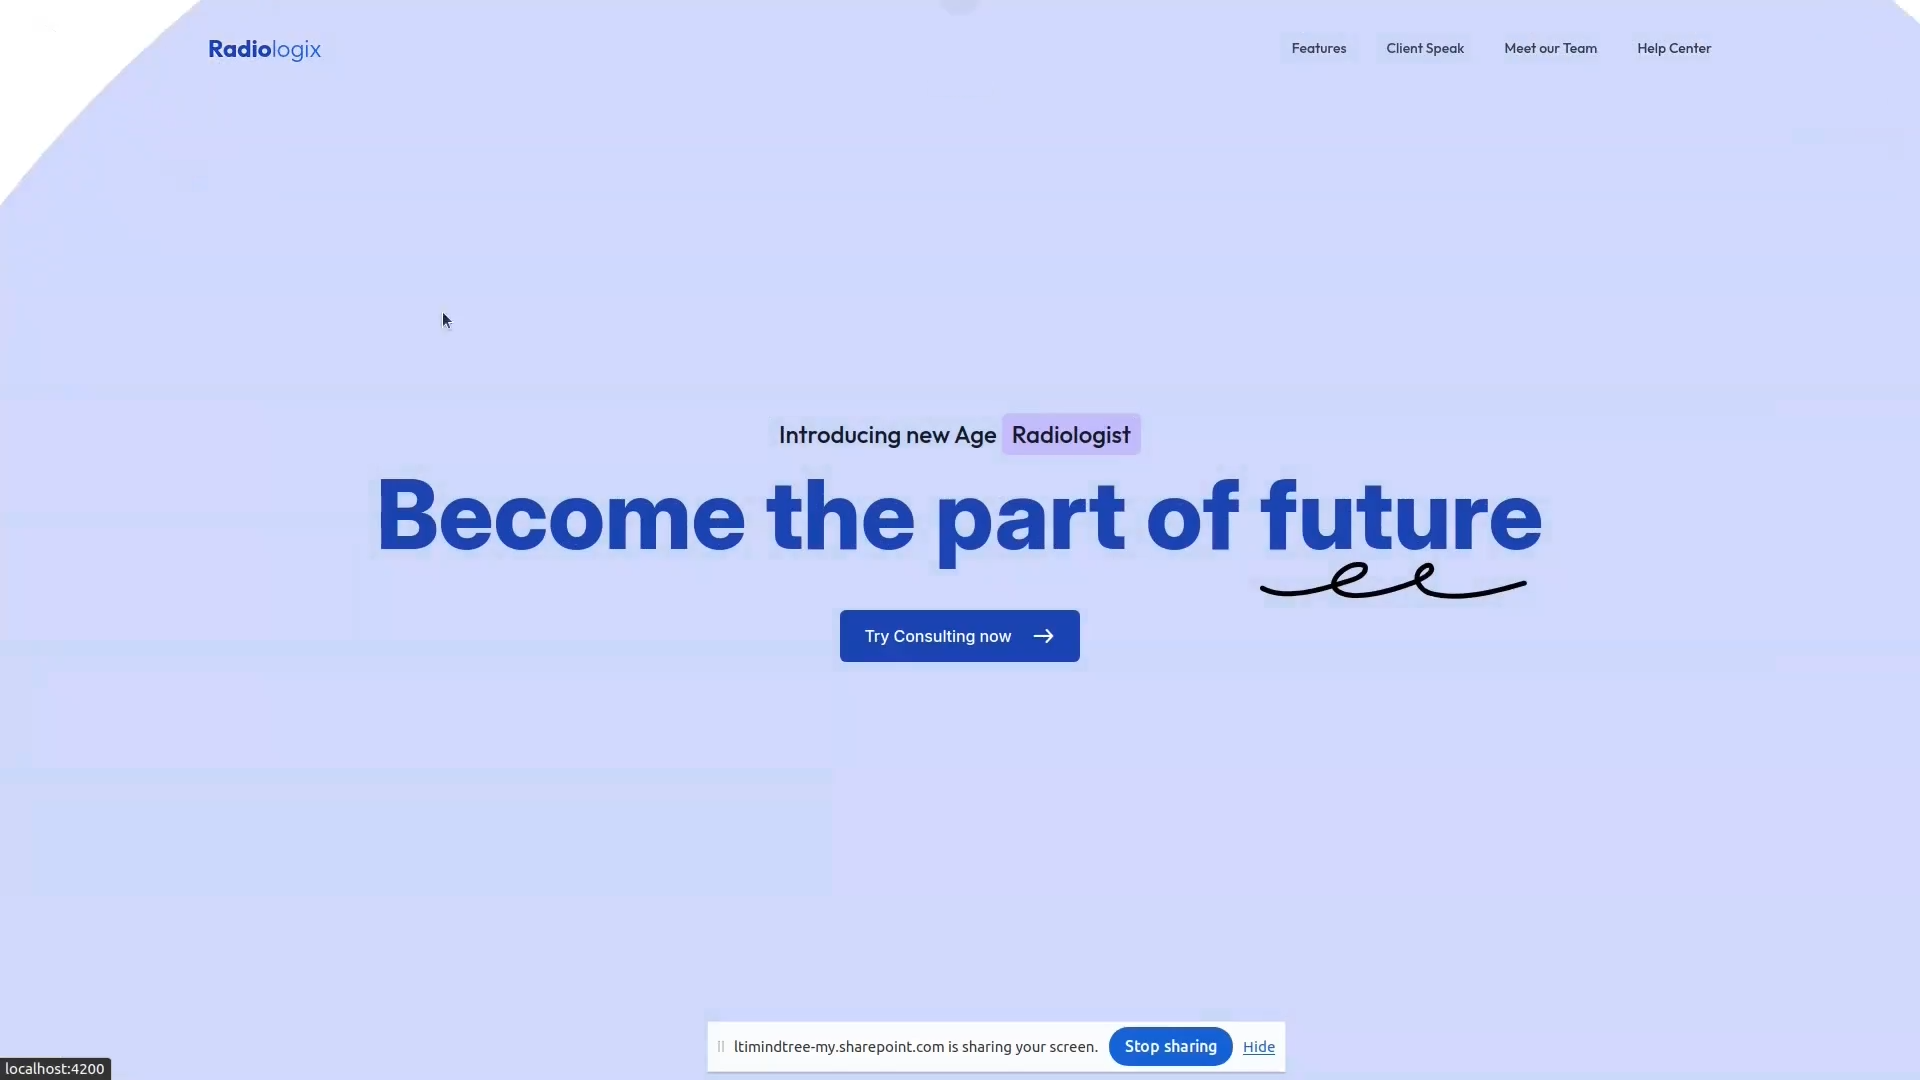 Radiologix
Features Client Speak Meet our Team Help Center
Introducing new Age Radiologist
Become the part of future
Try Consulting now
ltimindtree-my.sharepoint.com is sharing your screen. Stop sharing Hide
localhost:4200